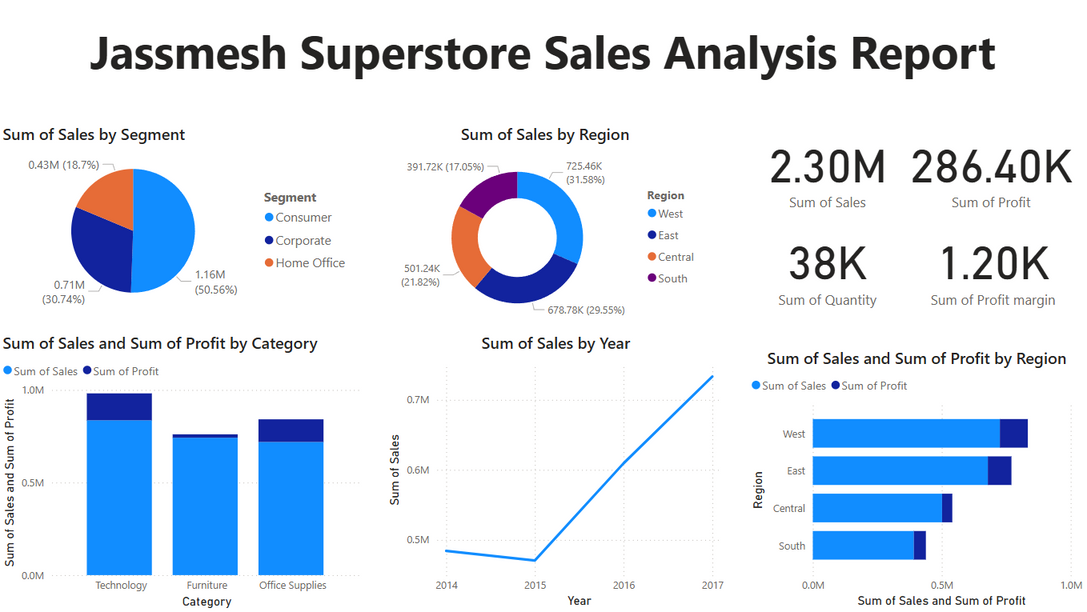 Jassmesh Superstore Sales Analysis Report
Sum of Sales by Segment
0.43M (18.7%)
0.71M
(30.74%)
1.16M
(50.56%)
Segment
Consumer
Corporate
Home Office
Sum of Sales by Region
391.72K (17.05%)
725.46K
(31.58%)
501.24K
(21.82%)
678.78K (29.55%)
Region
West
East
Central
South
2.30M
Sum of Sales
286.40K
Sum of Profit
38K
Sum of Quantity
1.20K
Sum of Profit margin
Sum of Sales and Sum of Profit by Category
Sum of Sales Sum of Profit
Sum of Sales and Sum of Profit
1.0M
0.5M
0.0M
Technology Furniture Office Supplies
Category
Sum of Sales by Year
Sum of Sales
0.7M
0.6M
0.5M
2014 2015 2016 2017
Year
Sum of Sales and Sum of Profit by Region
Sum of Sales Sum of Profit
Region
West
East
Central
South
0.0M 0.5M 1.0M
Sum of Sales and Sum of Profit